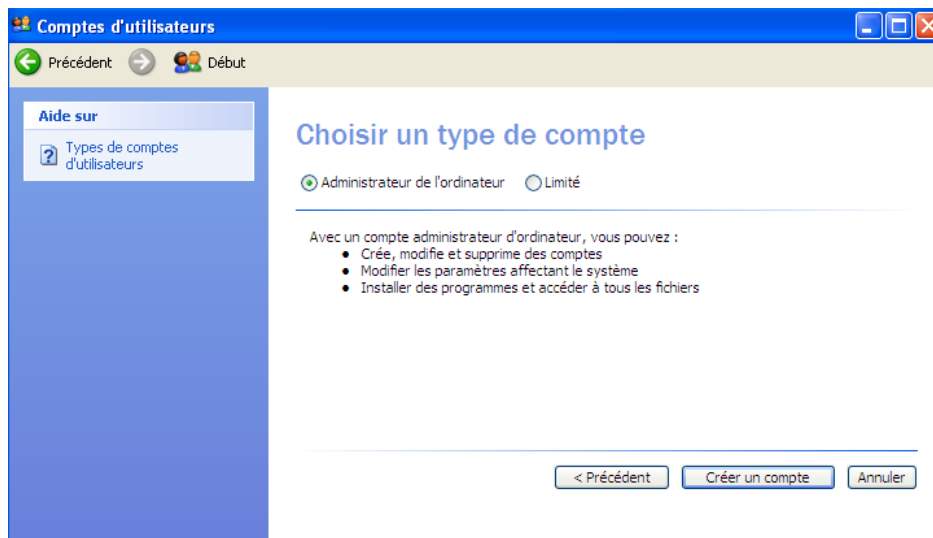 Comptes d'utilisateurs
Précédent Début
Aide sur
Types de comptes
d'utilisateurs
Choisir un type de compte
Administrateur de l'ordinateur Limité
Avec un compte administrateur d'ordinateur, vous pouvez :
• Crée, modifie et supprime des comptes
• Modifier les paramètres affectant le système
• Installer des programmes et accéder à tous les fichiers
< Précédent Créer un compte Annuler